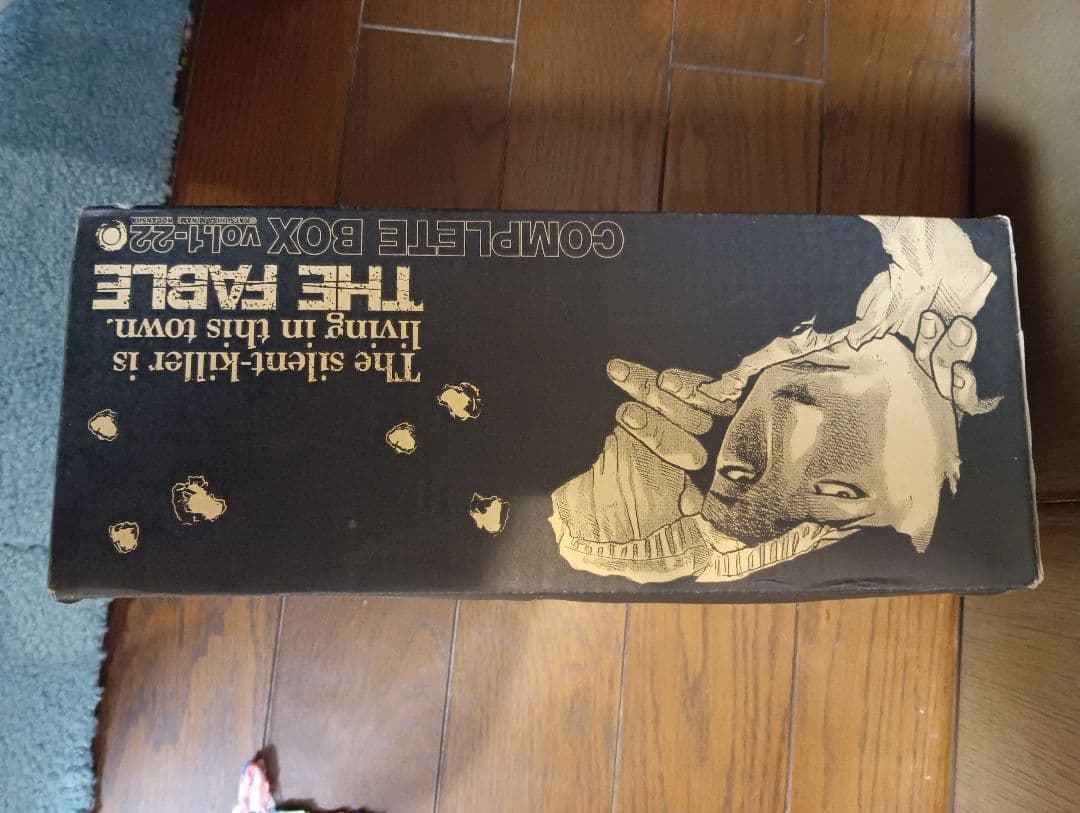 The silent-killer is
living in this town.
THE FABLE
COMPLETE BOX vol.1-22